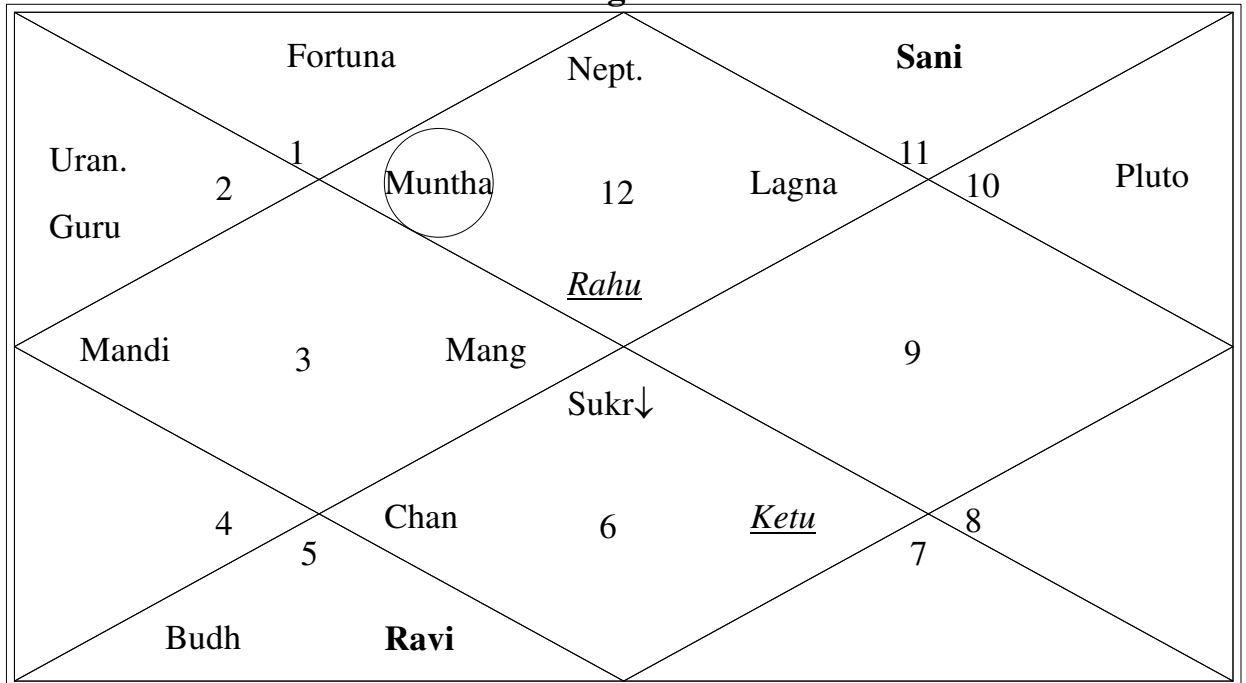 Fortuna
Nept.
Sani
Uran.
1
11
2
Muntha
12
Lagna
10
Pluto
Guru
Rahu
Mandi
3
Mang
9
Sukr↓
4
Chan
6
Ketu
8
5
7
Budh
Ravi